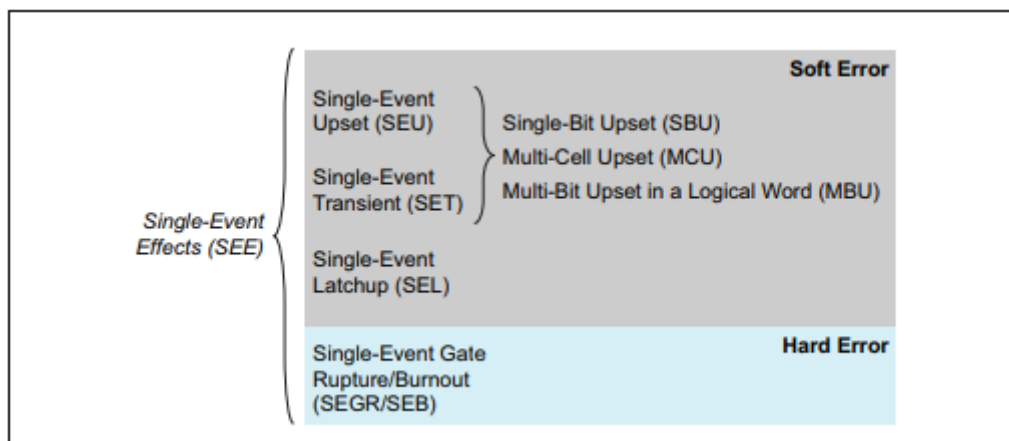 Soft Error
Single-Event
Upset (SEU)
Single-Bit Upset (SBU)
Multi-Cell Upset (MCU)
Multi-Bit Upset in a Logical Word (MBU)
Single-Event
Transient (SET)
Single-Event
Effects (SEE)
Single-Event
Latchup (SEL)
Hard Error
Single-Event Gate
Rupture/Burnout
(SEGR/SEB)